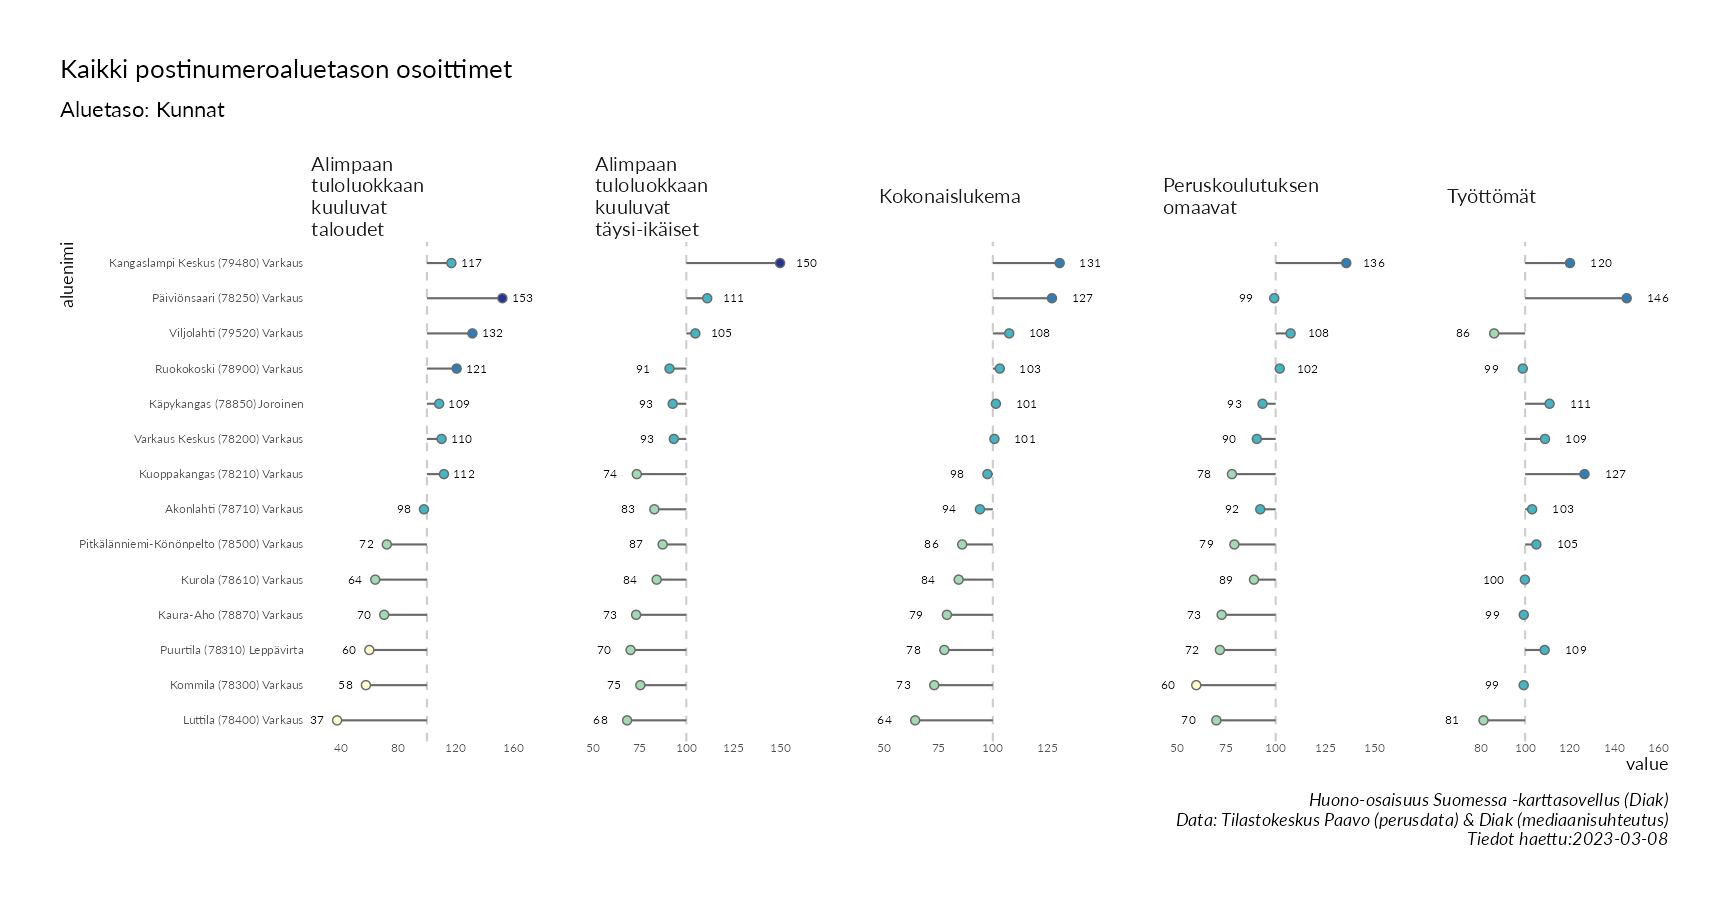 Kaikki postinumeroaluetason osoittimet
Aluetaso: Kunnat
Alimpaan
tuloluokkaan
kuuluvat
taloudet
Alimpaan
tuloluokkaan
kuuluvat
täysi-ikäiset
Kokonaislukema
Peruskoulutuksen
omaavat
Työttömät
aluenimi
Kangaslampi Keskus (79480) Varkaus 117 150 131 136 120
Päiviönsaari (78250) Varkaus 153 111 127 99 146
Viljolahti (79520) Varkaus 132 105 108 108 86
Ruokokoski (78900) Varkaus 121 91 103 102 99
Käpykangas (78850) Joroinen 109 93 101 93 111
Varkaus Keskus (78200) Varkaus 110 93 101 90 109
Kuoppakangas (78210) Varkaus 112 74 98 78 127
Akonlahti (78710) Varkaus 98 83 94 92 103
Pitkälänniemi-Könönpelto (78500) Varkaus 72 87 86 79 105
Kurola (78610) Varkaus 64 84 84 89 100
Kaura-Aho (78870) Varkaus 70 73 79 73 99
Puurtila (78310) Leppävirta 60 70 78 72 109
Kommila (78300) Varkaus 58 75 73 60 99
Luttila (78400) Varkaus 37 68 64 70 81
40 80 120 160 50 75 100 125 150 50 75 100 125 50 75 100 125 150 80 100 120 140 160
value
Huono-osaisuus Suomessa -karttasovellus (Diak)
Data: Tilastokeskus Paavo (perusdata) & Diak (mediaanisuhteutus)
Tiedot haettu:2023-03-08